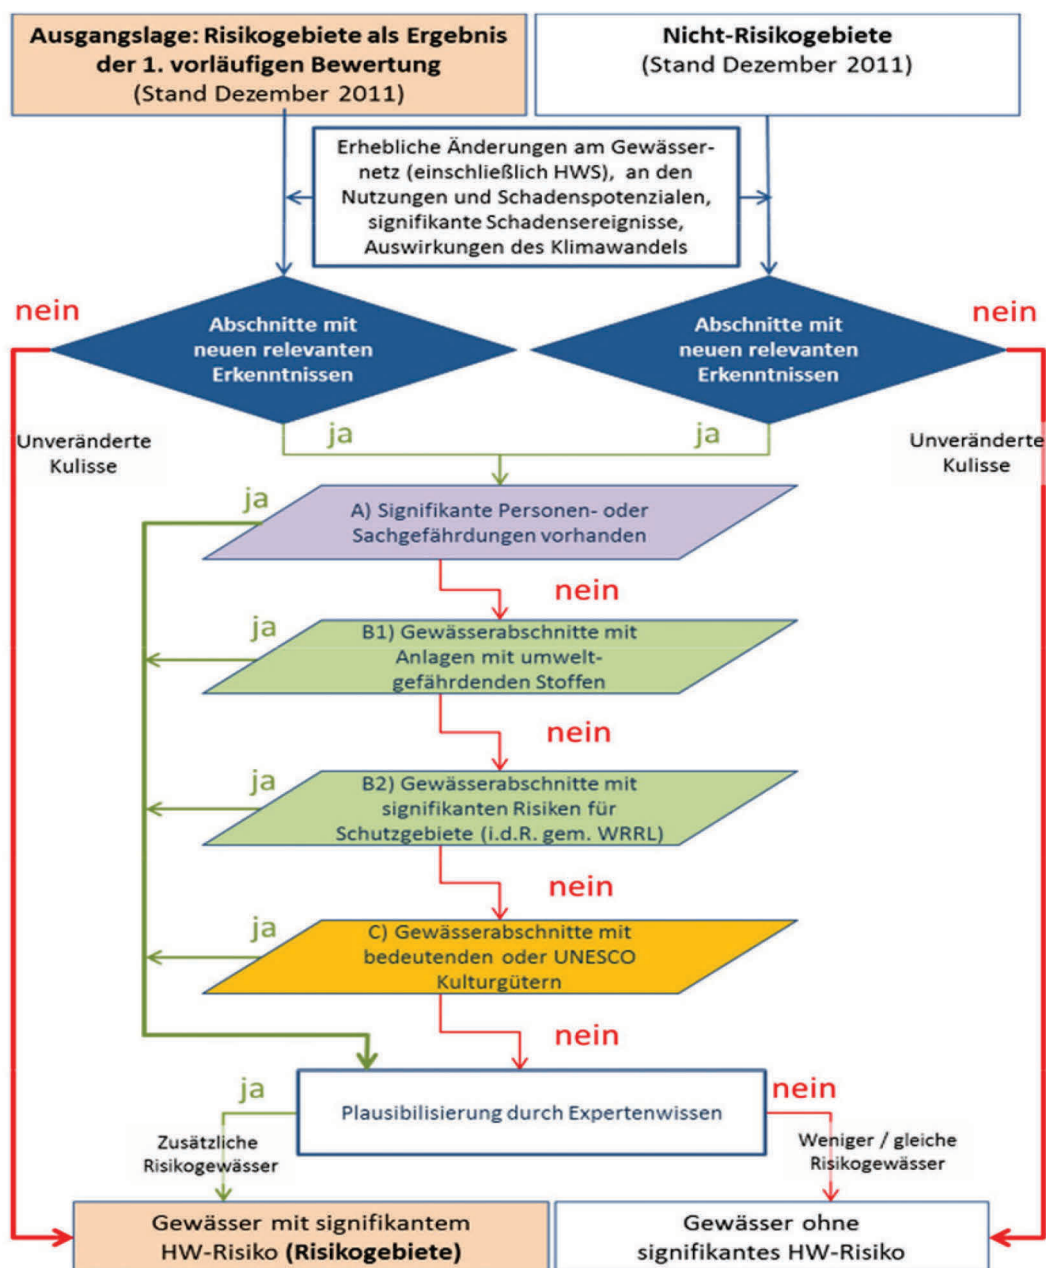 Ausgangslage: Risikogebiete als Ergebnis
der 1. vorläufigen Bewertung
(Stand Dezember 2011)
Nicht-Risikogebiete
(Stand Dezember 2011)
Erhebliche Änderungen am Gewässer-
netz (einschließlich HWS), an den
Nutzungen und Schadenspotenzialen,
signifikante Schadensereignisse,
Auswirkungen des Klimawandels
nein
Abschnitte mit
neuen relevanten
Erkenntnissen
Abschnitte mit
neuen relevanten
Erkenntnissen
nein
Unveränderte
Kulisse
ja
ja
Unveränderte
Kulisse
ja
A) Signifikante Personen- oder
Sachgefährdungen vorhanden
nein
ja
B1) Gewässerabschnitte mit
Anlagen mit umwelt-
gefährdenden Stoffen
nein
ja
B2) Gewässerabschnitte mit
signifikanten Risiken für
Schutzgebiete (i.d.R. gem. WRRL)
nein
ja
C) Gewässerabschnitte mit
bedeutenden oder UNESCO
Kulturgütern
nein
ja
Plausibilisierung durch Expertenwissen
nein
Zusätzliche
Risikogewässer
Weniger / gleiche
Risikogewässer
Gewässer mit signifikantem
HW-Risiko (Risikogebiete)
Gewässer ohne
signifikantes HW-Risiko